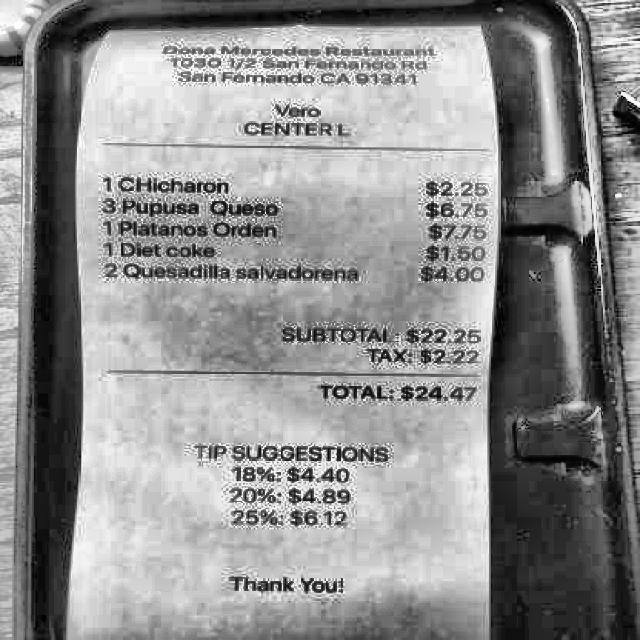 Dona Mercedes Restaurant
1030 1/2 San Fernando Rd
San Fernando CA 91341
Vero
CENTER L
1 CHicharon $2.25
3 Pupusa Queso $6.75
1 Platanos Orden $7.75
1 Diet coke $1.50
2 Quesadilla salvadorena $4.00
SUBTOTAL: $22.25
TAX: $2.22
TOTAL: $24.47
TIP SUGGESTIONS
18%: $4.40
20%: $4.89
25%: $6.12
Thank You!